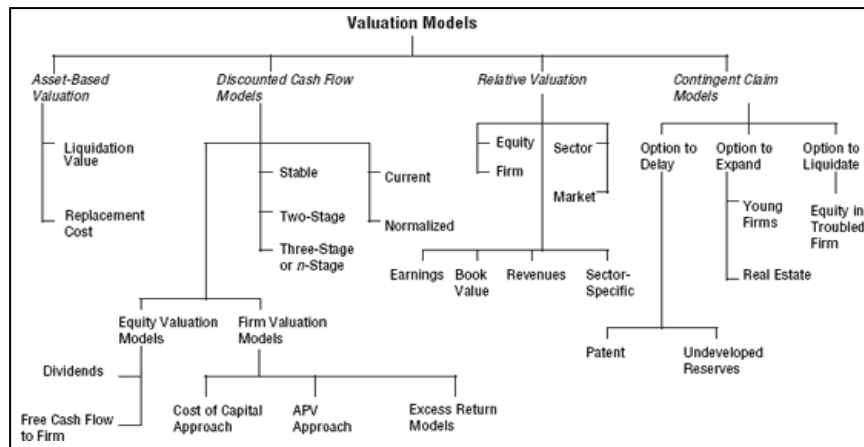 Valuation Models
Asset-Based
Valuation
Discounted Cash Flow
Models
Relative Valuation
Contingent Claim
Models
Liquidation
Value
Replacement
Cost
Stable
Two-Stage
Three-Stage
or n-Stage
Current
Normalized
Equity
Firm
Sector
Market
Option to
Delay
Option to
Expand
Option to
Liquidate
Young
Firms
Equity in
Troubled
Firm
Real Estate
Earnings
Book
Value
Revenues
Sector-
Specific
Equity Valuation
Models
Firm Valuation
Models
Patent
Undeveloped
Reserves
Dividends
Free Cash Flow
to Firm
Cost of Capital
Approach
APV
Approach
Excess Return
Models